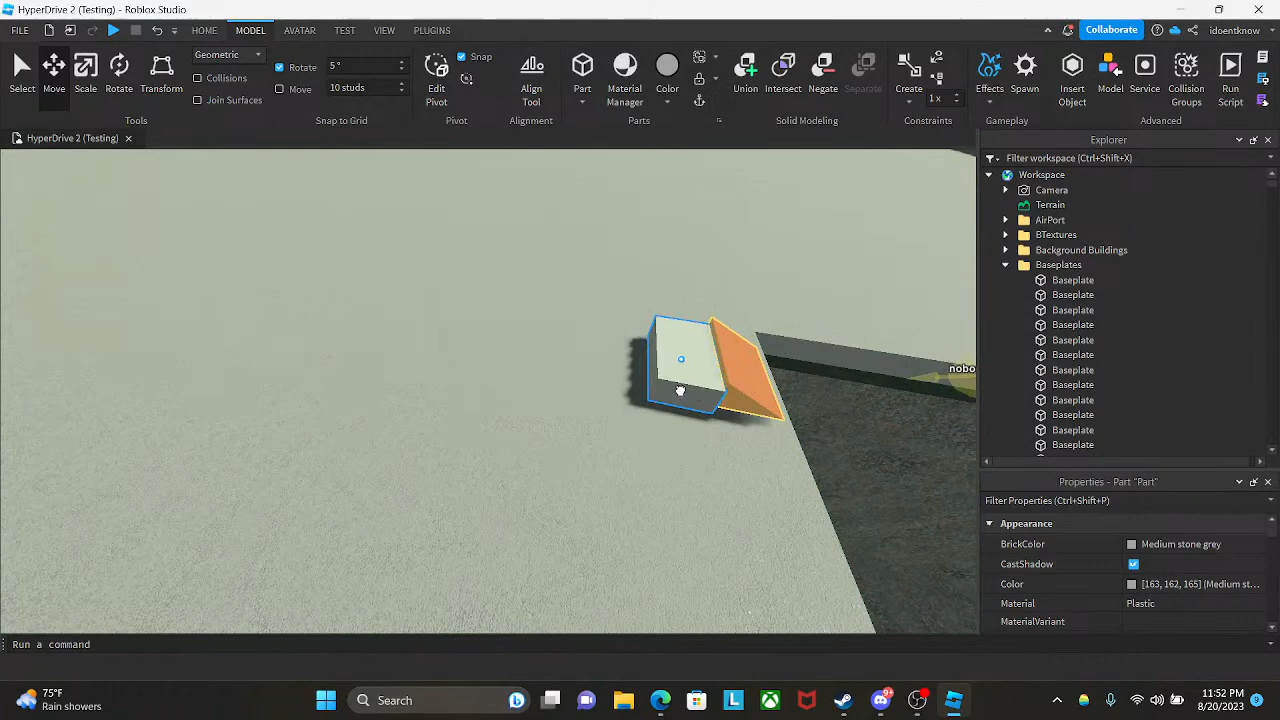 HyperDrive 2 (Testing) - Roblox Studio
FILE HOME MODEL AVATAR TEST VIEW PLUGINS Collaborate idoentknow
Select Move Scale Rotate Transform
Geometric
Collisions
Join Surfaces
Tools
Rotate 5°
Move 10 studs
Snap to Grid
Edit Pivot
Snap
Pivot
Align Tool
Alignment
Part Material Manager Color
Parts
Union Intersect Negate Separate
Solid Modeling
Create
1 x
Constraints
Effects Spawn
Gameplay
Insert Object Model Service Collision Groups Run Script
Advanced
HyperDrive 2 (Testing)
nobo
Explorer
Filter workspace (Ctrl+Shift+X)
Workspace
Camera
Terrain
AirPort
BTextures
Background Buildings
Baseplates
Baseplate
Baseplate
Baseplate
Baseplate
Baseplate
Baseplate
Baseplate
Baseplate
Baseplate
Baseplate
Baseplate
Baseplate
Properties - Part "Part"
Filter Properties (Ctrl+Shift+P)
Appearance
BrickColor Medium stone grey
CastShadow
Color [163, 162, 165] (Medium st...
Material Plastic
MaterialVariant
Run a command
75°F
Rain showers
Search
L
9+
11:52 PM
8/20/2023
9